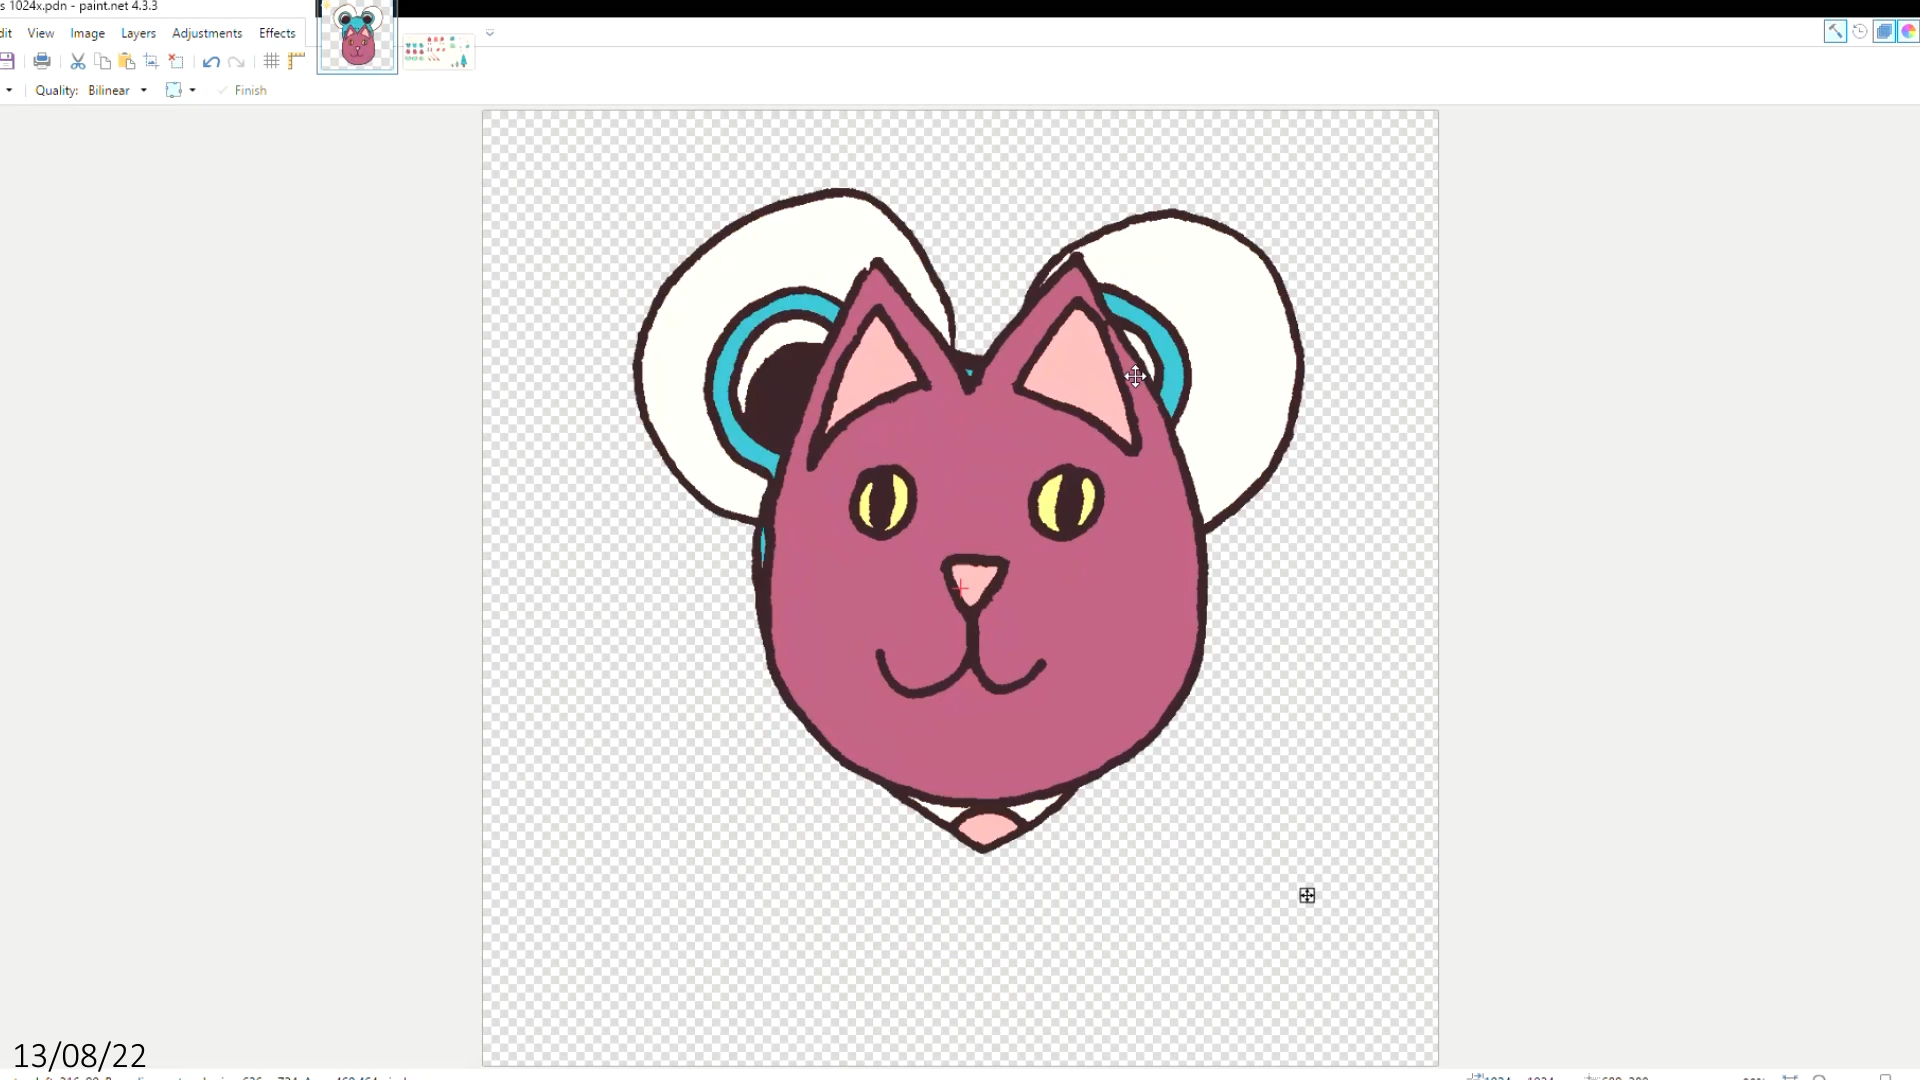 s 1024x.pdn - paint.net 4.3.3
dit View Image Layers Adjustments Effects
Quality: Bilinear Finish
13/08/22